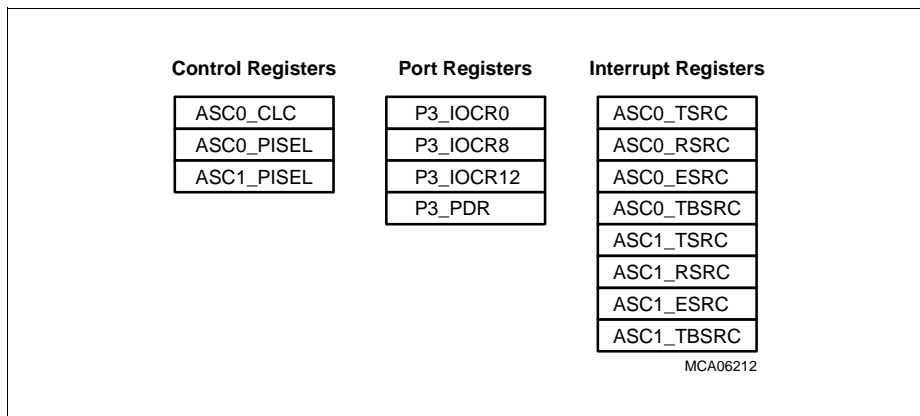 Control Registers
ASC0_CLC
ASC0_PISEL
ASC1_PISEL
Port Registers
P3_IOCR0
P3_IOCR8
P3_IOCR12
P3_PDR
Interrupt Registers
ASC0_TSRC
ASC0_RSRC
ASC0_ESRC
ASC0_TBSRC
ASC1_TSRC
ASC1_RSRC
ASC1_ESRC
ASC1_TBSRC
MCA06212